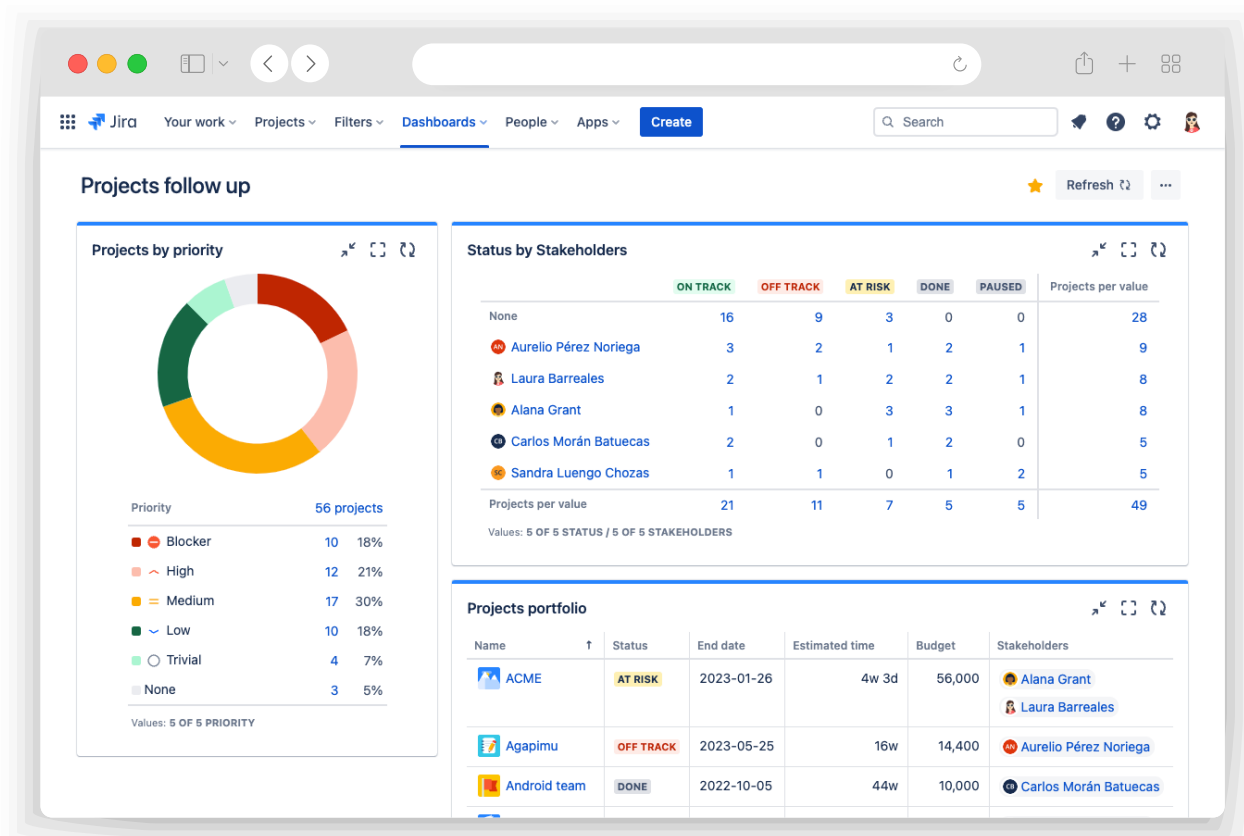 Jira Your work Projects Filters Dashboards People Apps Create Search
Projects follow up
Refresh
Projects by priority
Priority 56 projects
Blocker 10 18%
High 12 21%
Medium 17 30%
Low 10 18%
Trivial 4 7%
None 3 5%
Values: 5 OF 5 PRIORITY
Status by Stakeholders
ON TRACK OFF TRACK AT RISK DONE PAUSED Projects per value
None 16 9 3 0 0 28
AN Aurelio Pérez Noriega 3 2 1 2 1 9
Laura Barreales 2 1 2 2 1 8
Alana Grant 1 0 3 3 1 8
CB Carlos Morán Batuecas 2 0 1 2 0 5
SC Sandra Luengo Chozas 1 1 0 1 2 5
Projects per value 21 11 7 5 5 49
Values: 5 OF 5 STATUS / 5 OF 5 STAKEHOLDERS
Projects portfolio
Name Status End date Estimated time Budget Stakeholders
ACME AT RISK 2023-01-26 4w 3d 56,000 Alana Grant
Laura Barreales
Agapimu OFF TRACK 2023-05-25 16w 14,400 AN Aurelio Pérez Noriega
Android team DONE 2022-10-05 44w 10,000 CB Carlos Morán Batuecas